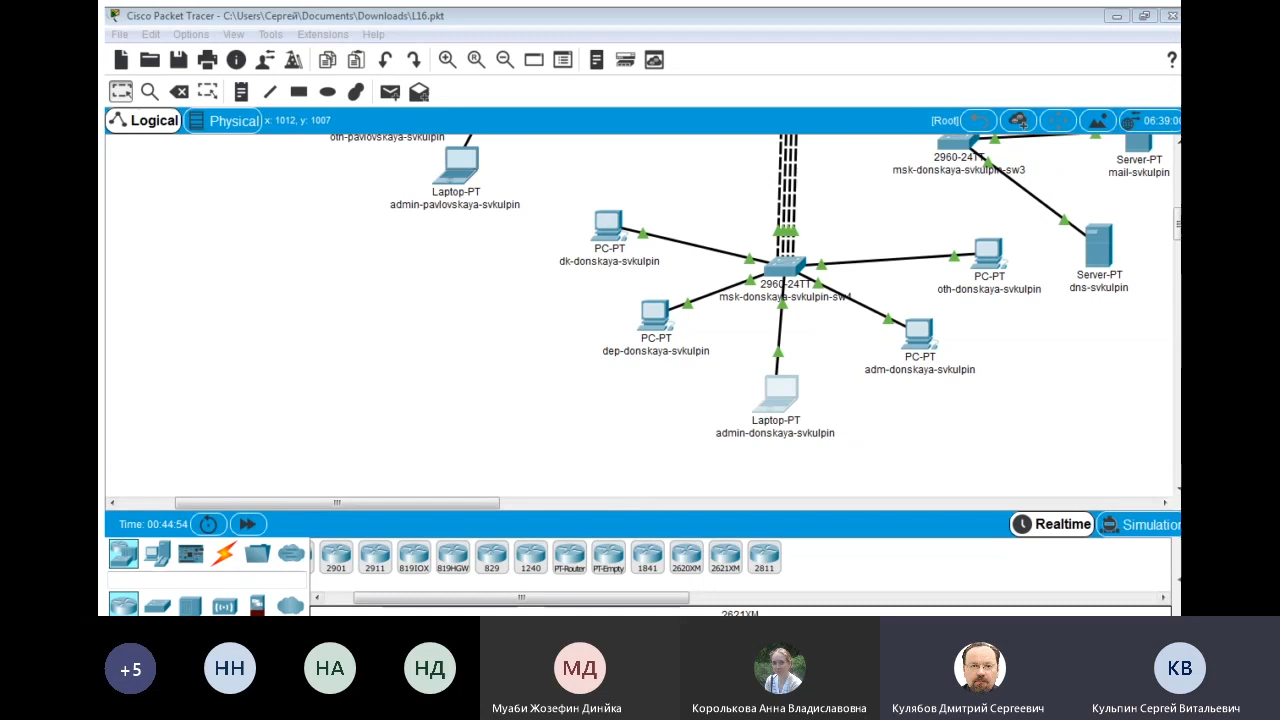 Cisco Packet Tracer - C:\Users\Сергей\Documents\Downloads\L16.pkt
File Edit Options View Tools Extensions Help
Logical Physical x: 1012, y: 1007 [Root] 06:39:00
oth-pavlovskaya-svkulpin
Laptop-PT
admin-pavlovskaya-svkulpin
2960-24TT
msk-donskaya-svkulpin-sw3
Server-PT
mail-svkulpin
PC-PT
dk-donskaya-svkulpin
2960-24TT
msk-donskaya-svkulpin-sw4
PC-PT
oth-donskaya-svkulpin
Server-PT
dns-svkulpin
PC-PT
dep-donskaya-svkulpin
PC-PT
adm-donskaya-svkulpin
Laptop-PT
admin-donskaya-svkulpin
Time: 00:44:54 Realtime Simulation
2901 2911 819IOX 819HGW 829 1240 PT-Router PT-Empty 1841 2620XM 2621XM 2811
2621XM
+5 НН НА НД МД КВ
Муаби Жозефин Динйка Королькова Анна Владиславовна Кулябов Дмитрий Сергеевич Кульпин Сергей Витальевич